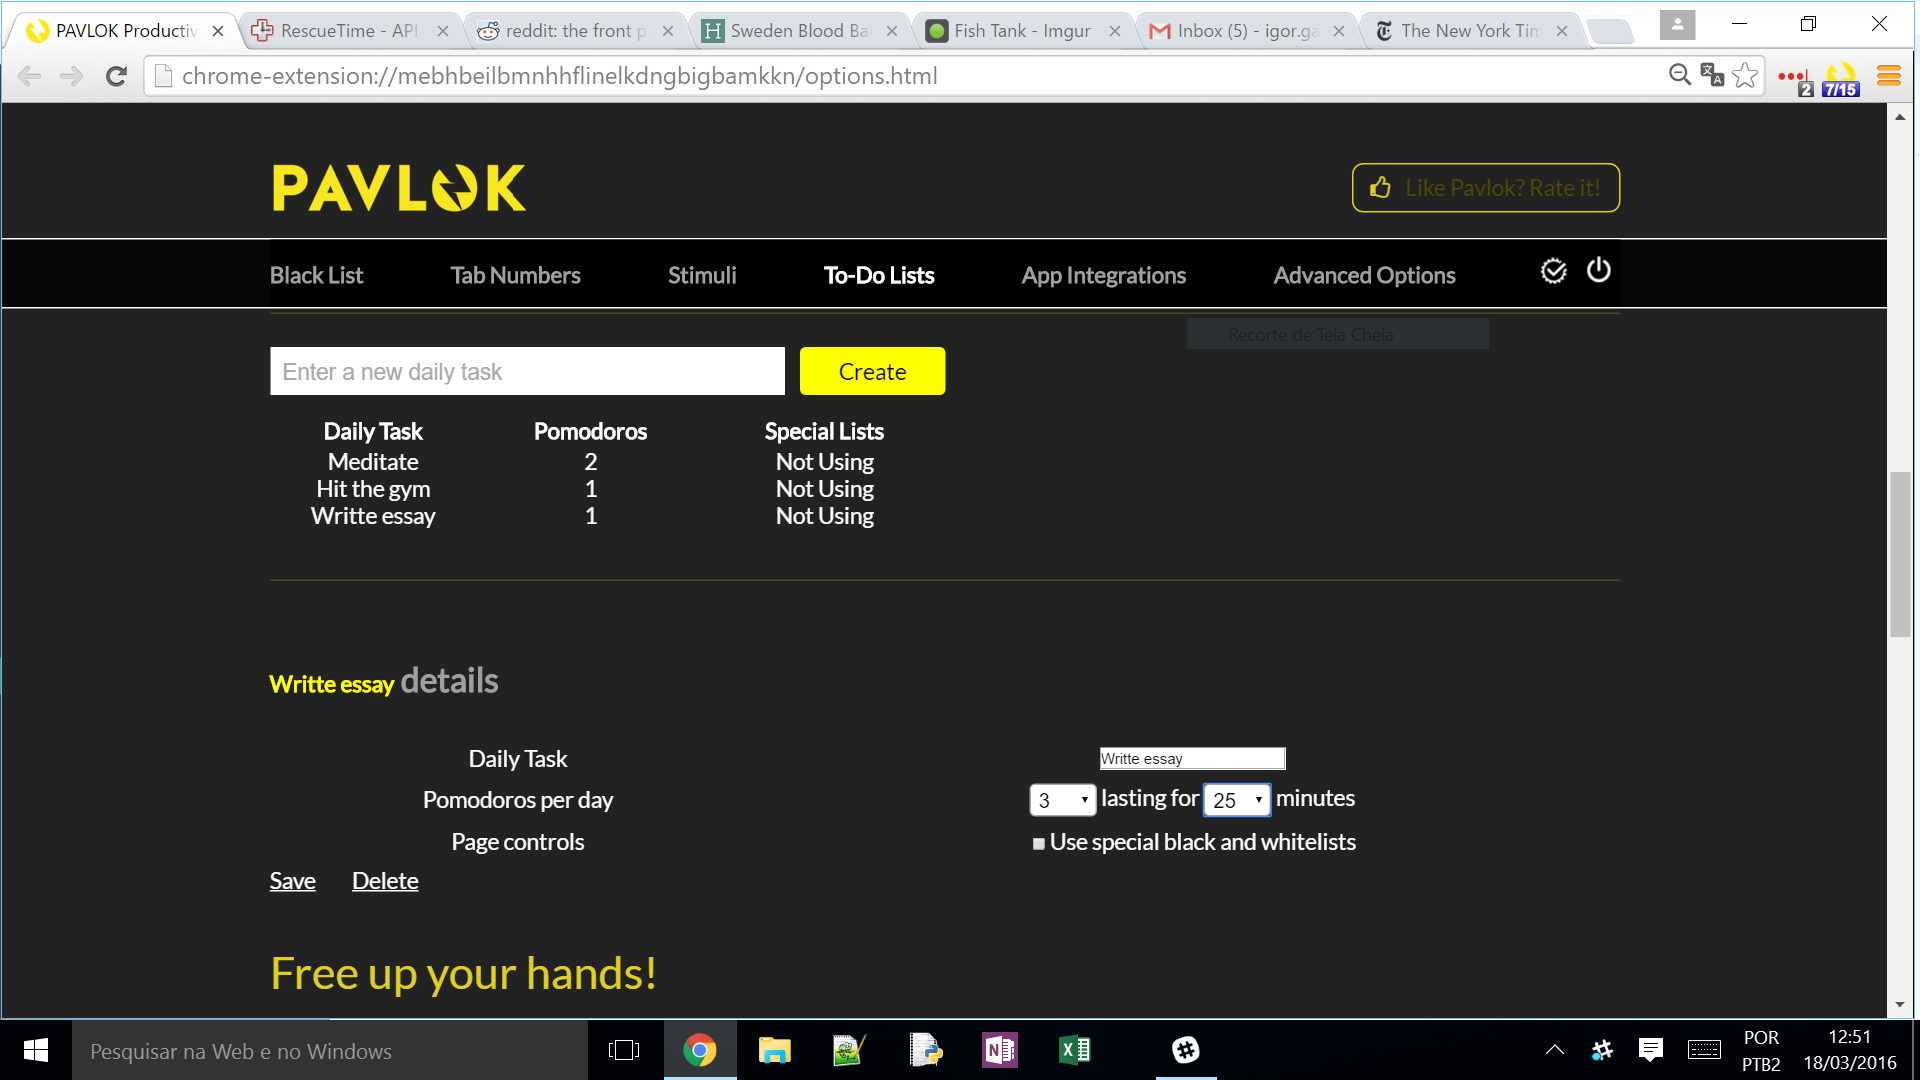 PAVLOK Productiv
RescueTime - API
reddit: the front p
Sweden Blood Ba
Fish Tank - Imgur
Inbox (5) - igor.ga
The New York Tim
chrome-extension://mebhbeilbmnhhflinelkdngbigbamkkn/options.html
2
7/15
PAVLOK
Like Pavlok? Rate it!
Black List
Tab Numbers
Stimuli
To-Do Lists
App Integrations
Advanced Options
Recorte de Tela Cheia
Enter a new daily task
Create
Daily Task Pomodoros Special Lists
Meditate 2 Not Using
Hit the gym 1 Not Using
Writte essay 1 Not Using
Writte essay details
Daily Task Writte essay
Pomodoros per day 3 lasting for 25 minutes
Page controls Use special black and whitelists
Save Delete
Free up your hands!
Pesquisar na Web e no Windows
POR
PTB2
12:51
18/03/2016